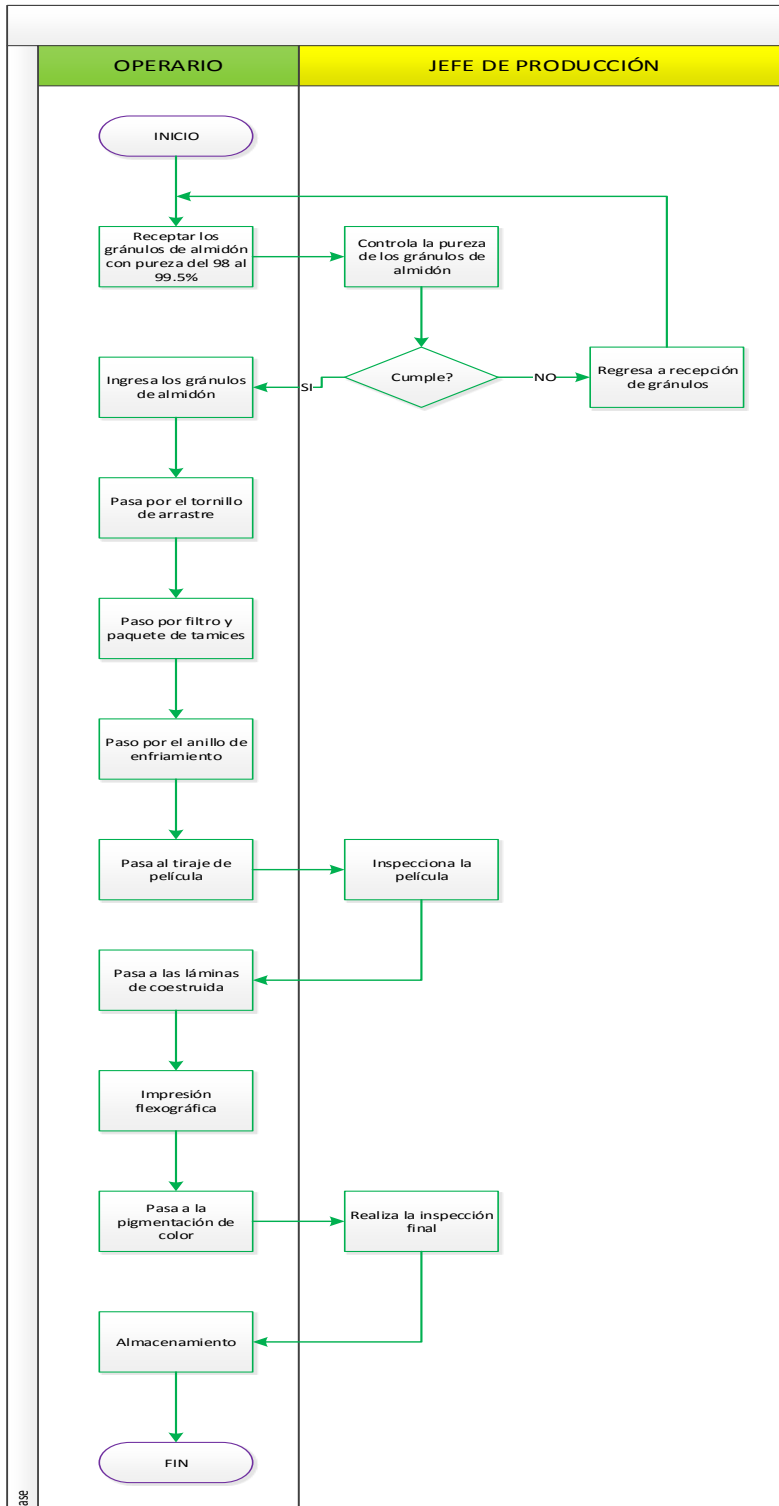 OPERARIO
JEFE DE PRODUCCIÓN
INICIO
Receptar los
gránulos de almidón
con pureza del 98 al
99.5%
Controla la pureza
de los gránulos de
almidón
Cumple?
SI
NO
Regresa a recepción
de gránulos
Ingresa los gránulos
de almidón
Pasa por el tornillo
de arrastre
Paso por filtro y
paquete de tamices
Paso por el anillo de
enfriamiento
Pasa al tiraje de
película
Inspecciona la
película
Pasa a las láminas
de coestruida
Impresión
flexográfica
Pasa a la
pigmentación de
color
Realiza la inspección
final
Almacenamiento
FIN
ase